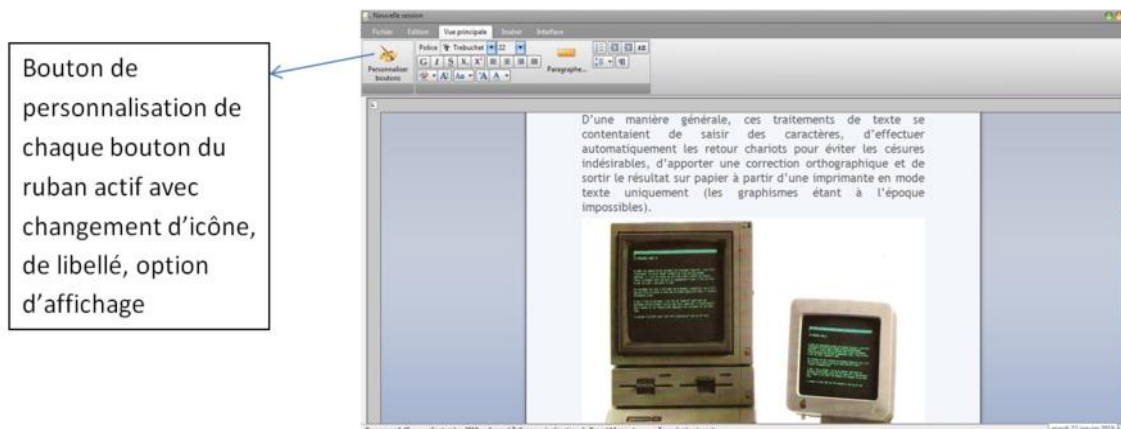 Bouton de
personnalisation de
chaque bouton du
ruban actif avec
changement d'icône,
de libellé, option
d'affichage
Nouvelle session
Fichier Edition Vue principale Insérer Interface
Police Trebuchet 22
G I S X, X²
Personnaliser
boutons
Paragraphe...
D'une manière générale, ces traitements de texte se
contentaient de saisir des caractères, d'effectuer
automatiquement les retour chariots pour éviter les césures
indésirables, d'apporter une correction orthographique et de
sortir le résultat sur papier à partir d'une imprimante en mode
texte uniquement (les graphismes étant à l'époque
impossibles).